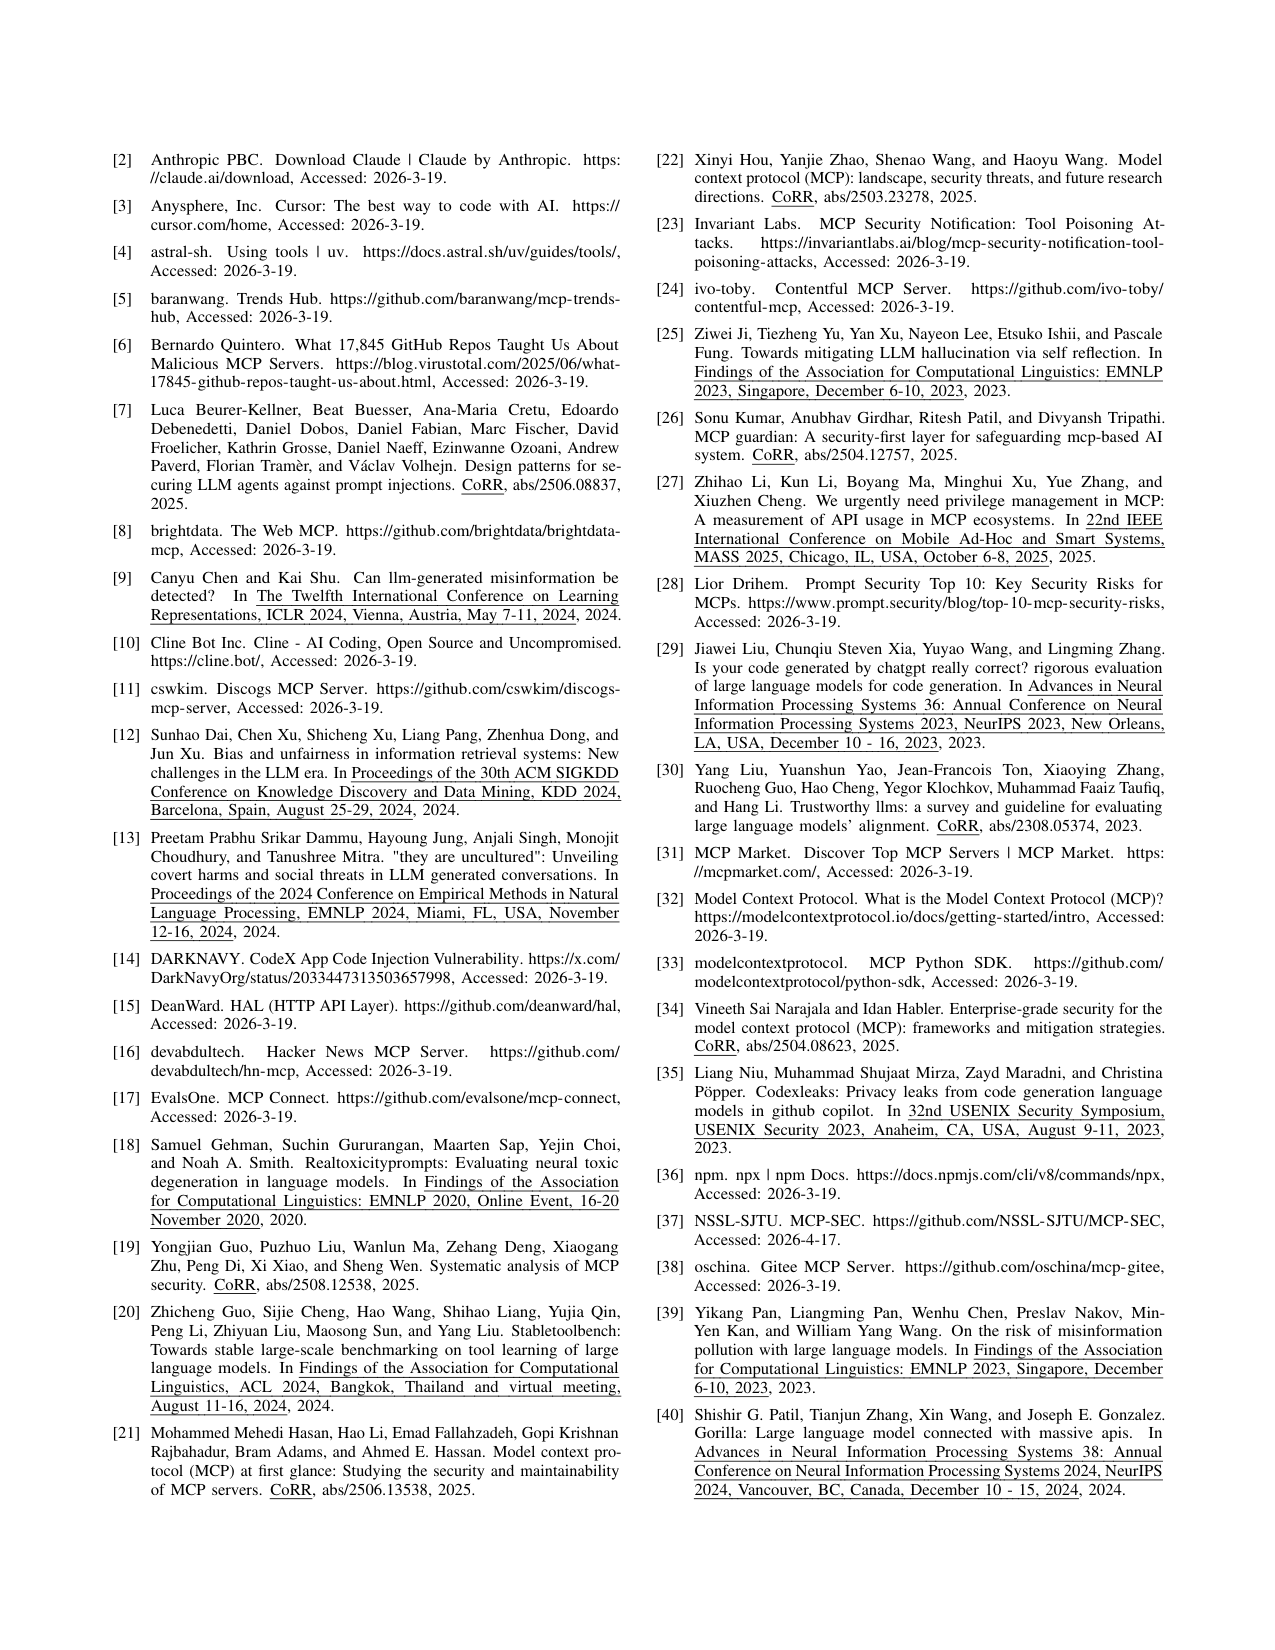 [2] Anthropic PBC. Download Claude | Claude by Anthropic. https:
//claude.ai/download, Accessed: 2026-3-19.
[3] Anysphere, Inc. Cursor: The best way to code with AI. https://
cursor.com/home, Accessed: 2026-3-19.
[4] astral-sh. Using tools | uv. https://docs.astral.sh/uv/guides/tools/,
Accessed: 2026-3-19.
[5] baranwang. Trends Hub. https://github.com/baranwang/mcp-trends-
hub, Accessed: 2026-3-19.
[6] Bernardo Quintero. What 17,845 GitHub Repos Taught Us About
Malicious MCP Servers. https://blog.virustotal.com/2025/06/what-
17845-github-repos-taught-us-about.html, Accessed: 2026-3-19.
[7] Luca Beurer-Kellner, Beat Buesser, Ana-Maria Cretu, Edoardo
Debenedetti, Daniel Dobos, Daniel Fabian, Marc Fischer, David
Froelicher, Kathrin Grosse, Daniel Naeff, Ezinwanne Ozoani, Andrew
Paverd, Florian Tramèr, and Václav Volhejn. Design patterns for se-
curing LLM agents against prompt injections. CoRR, abs/2506.08837,
2025.
[8] brightdata. The Web MCP. https://github.com/brightdata/brightdata-
mcp, Accessed: 2026-3-19.
[9] Canyu Chen and Kai Shu. Can llm-generated misinformation be
detected? In The Twelfth International Conference on Learning
Representations, ICLR 2024, Vienna, Austria, May 7-11, 2024, 2024.
[10] Cline Bot Inc. Cline - AI Coding, Open Source and Uncompromised.
https://cline.bot/, Accessed: 2026-3-19.
[11] cswkim. Discogs MCP Server. https://github.com/cswkim/discogs-
mcp-server, Accessed: 2026-3-19.
[12] Sunhao Dai, Chen Xu, Shicheng Xu, Liang Pang, Zhenhua Dong, and
Jun Xu. Bias and unfairness in information retrieval systems: New
challenges in the LLM era. In Proceedings of the 30th ACM SIGKDD
Conference on Knowledge Discovery and Data Mining, KDD 2024,
Barcelona, Spain, August 25-29, 2024, 2024.
[13] Preetam Prabhu Srikar Dammu, Hayoung Jung, Anjali Singh, Monojit
Choudhury, and Tanushree Mitra. "they are uncultured": Unveiling
covert harms and social threats in LLM generated conversations. In
Proceedings of the 2024 Conference on Empirical Methods in Natural
Language Processing, EMNLP 2024, Miami, FL, USA, November
12-16, 2024, 2024.
[14] DARKNAVY. CodeX App Code Injection Vulnerability. https://x.com/
DarkNavyOrg/status/2033447313503657998, Accessed: 2026-3-19.
[15] DeanWard. HAL (HTTP API Layer). https://github.com/deanward/hal,
Accessed: 2026-3-19.
[16] devabdultech. Hacker News MCP Server. https://github.com/
devabdultech/hn-mcp, Accessed: 2026-3-19.
[17] EvalsOne. MCP Connect. https://github.com/evalsone/mcp-connect,
Accessed: 2026-3-19.
[18] Samuel Gehman, Suchin Gururangan, Maarten Sap, Yejin Choi,
and Noah A. Smith. Realtoxicityprompts: Evaluating neural toxic
degeneration in language models. In Findings of the Association
for Computational Linguistics: EMNLP 2020, Online Event, 16-20
November 2020, 2020.
[19] Yongjian Guo, Puzhuo Liu, Wanlun Ma, Zehang Deng, Xiaogang
Zhu, Peng Di, Xi Xiao, and Sheng Wen. Systematic analysis of MCP
security. CoRR, abs/2508.12538, 2025.
[20] Zhicheng Guo, Sijie Cheng, Hao Wang, Shihao Liang, Yujia Qin,
Peng Li, Zhiyuan Liu, Maosong Sun, and Yang Liu. Stabletoolbench:
Towards stable large-scale benchmarking on tool learning of large
language models. In Findings of the Association for Computational
Linguistics, ACL 2024, Bangkok, Thailand and virtual meeting,
August 11-16, 2024, 2024.
[21] Mohammed Mehedi Hasan, Hao Li, Emad Fallahzadeh, Gopi Krishnan
Rajbahadur, Bram Adams, and Ahmed E. Hassan. Model context pro-
tocol (MCP) at first glance: Studying the security and maintainability
of MCP servers. CoRR, abs/2506.13538, 2025.
[22] Xinyi Hou, Yanjie Zhao, Shenao Wang, and Haoyu Wang. Model
context protocol (MCP): landscape, security threats, and future research
directions. CoRR, abs/2503.23278, 2025.
[23] Invariant Labs. MCP Security Notification: Tool Poisoning At-
tacks. https://invariantlabs.ai/blog/mcp-security-notification-tool-
poisoning-attacks, Accessed: 2026-3-19.
[24] ivo-toby. Contentful MCP Server. https://github.com/ivo-toby/
contentful-mcp, Accessed: 2026-3-19.
[25] Ziwei Ji, Tiezheng Yu, Yan Xu, Nayeon Lee, Etsuko Ishii, and Pascale
Fung. Towards mitigating LLM hallucination via self reflection. In
Findings of the Association for Computational Linguistics: EMNLP
2023, Singapore, December 6-10, 2023, 2023.
[26] Sonu Kumar, Anubhav Girdhar, Ritesh Patil, and Divyansh Tripathi.
MCP guardian: A security-first layer for safeguarding mcp-based AI
system. CoRR, abs/2504.12757, 2025.
[27] Zhihao Li, Kun Li, Boyang Ma, Minghui Xu, Yue Zhang, and
Xiuzhen Cheng. We urgently need privilege management in MCP:
A measurement of API usage in MCP ecosystems. In 22nd IEEE
International Conference on Mobile Ad-Hoc and Smart Systems,
MASS 2025, Chicago, IL, USA, October 6-8, 2025, 2025.
[28] Lior Drihem. Prompt Security Top 10: Key Security Risks for
MCPs. https://www.prompt.security/blog/top-10-mcp-security-risks,
Accessed: 2026-3-19.
[29] Jiawei Liu, Chunqiu Steven Xia, Yuyao Wang, and Lingming Zhang.
Is your code generated by chatgpt really correct? rigorous evaluation
of large language models for code generation. In Advances in Neural
Information Processing Systems 36: Annual Conference on Neural
Information Processing Systems 2023, NeurIPS 2023, New Orleans,
LA, USA, December 10 - 16, 2023, 2023.
[30] Yang Liu, Yuanshun Yao, Jean-Francois Ton, Xiaoying Zhang,
Ruocheng Guo, Hao Cheng, Yegor Klochkov, Muhammad Faaiz Taufiq,
and Hang Li. Trustworthy llms: a survey and guideline for evaluating
large language models' alignment. CoRR, abs/2308.05374, 2023.
[31] MCP Market. Discover Top MCP Servers | MCP Market. https:
//mcpmarket.com/, Accessed: 2026-3-19.
[32] Model Context Protocol. What is the Model Context Protocol (MCP)?
https://modelcontextprotocol.io/docs/getting-started/intro, Accessed:
2026-3-19.
[33] modelcontextprotocol. MCP Python SDK. https://github.com/
modelcontextprotocol/python-sdk, Accessed: 2026-3-19.
[34] Vineeth Sai Narajala and Idan Habler. Enterprise-grade security for the
model context protocol (MCP): frameworks and mitigation strategies.
CoRR, abs/2504.08623, 2025.
[35] Liang Niu, Muhammad Shujaat Mirza, Zayd Maradni, and Christina
Pöpper. Codexleaks: Privacy leaks from code generation language
models in github copilot. In 32nd USENIX Security Symposium,
USENIX Security 2023, Anaheim, CA, USA, August 9-11, 2023,
2023.
[36] npm. npx | npm Docs. https://docs.npmjs.com/cli/v8/commands/npx,
Accessed: 2026-3-19.
[37] NSSL-SJTU. MCP-SEC. https://github.com/NSSL-SJTU/MCP-SEC,
Accessed: 2026-4-17.
[38] oschina. Gitee MCP Server. https://github.com/oschina/mcp-gitee,
Accessed: 2026-3-19.
[39] Yikang Pan, Liangming Pan, Wenhu Chen, Preslav Nakov, Min-
Yen Kan, and William Yang Wang. On the risk of misinformation
pollution with large language models. In Findings of the Association
for Computational Linguistics: EMNLP 2023, Singapore, December
6-10, 2023, 2023.
[40] Shishir G. Patil, Tianjun Zhang, Xin Wang, and Joseph E. Gonzalez.
Gorilla: Large language model connected with massive apis. In
Advances in Neural Information Processing Systems 38: Annual
Conference on Neural Information Processing Systems 2024, NeurIPS
2024, Vancouver, BC, Canada, December 10 - 15, 2024, 2024.